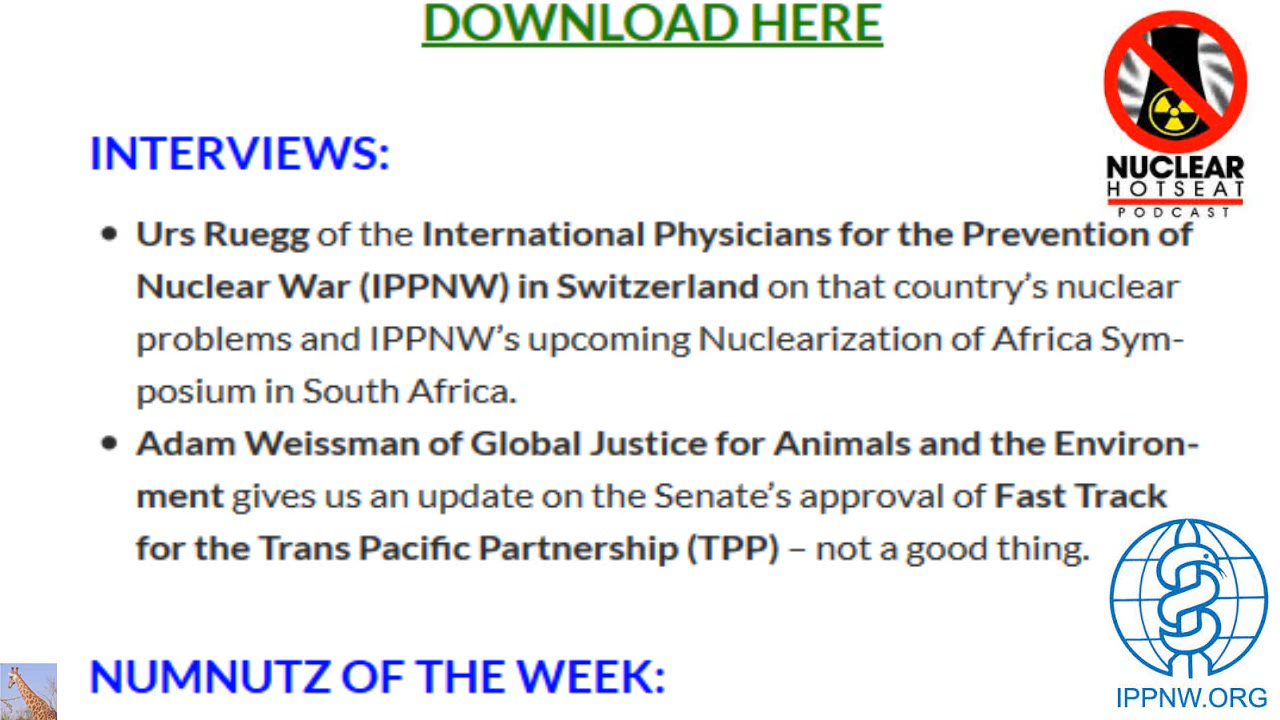 DOWNLOAD HERE
NUCLEAR
HOTSEAT
PODCAST
INTERVIEWS:
• Urs Ruegg of the International Physicians for the Prevention of
Nuclear War (IPPNW) in Switzerland on that country’s nuclear
problems and IPPNW’s upcoming Nuclearization of Africa Sym-
posium in South Africa.
• Adam Weissman of Global Justice for Animals and the Environ-
ment gives us an update on the Senate’s approval of Fast Track
for the Trans Pacific Partnership (TPP) – not a good thing.
NUMNUTZ OF THE WEEK:
IPPNW.ORG